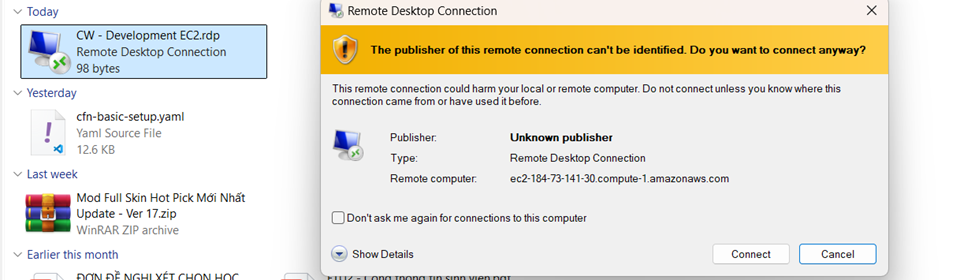 Today
CW - Development EC2.rdp
Remote Desktop Connection
98 bytes
Yesterday
cfn-basic-setup.yaml
Yaml Source File
12.6 KB
Last week
Mod Full Skin Hot Pick Mới Nhất
Update - Ver 17.zip
WinRAR ZIP archive
Earlier this month
ĐƠN ĐỀ NGHỊ XÉT CHỌN HỌC
Remote Desktop Connection
The publisher of this remote connection can't be identified. Do you want to connect anyway?
This remote connection could harm your local or remote computer. Do not connect unless you know where this
connection came from or have used it before.
Publisher: Unknown publisher
Type: Remote Desktop Connection
Remote computer: ec2-184-73-141-30.compute-1.amazonaws.com
Don't ask me again for connections to this computer
Show Details
Connect
Cancel